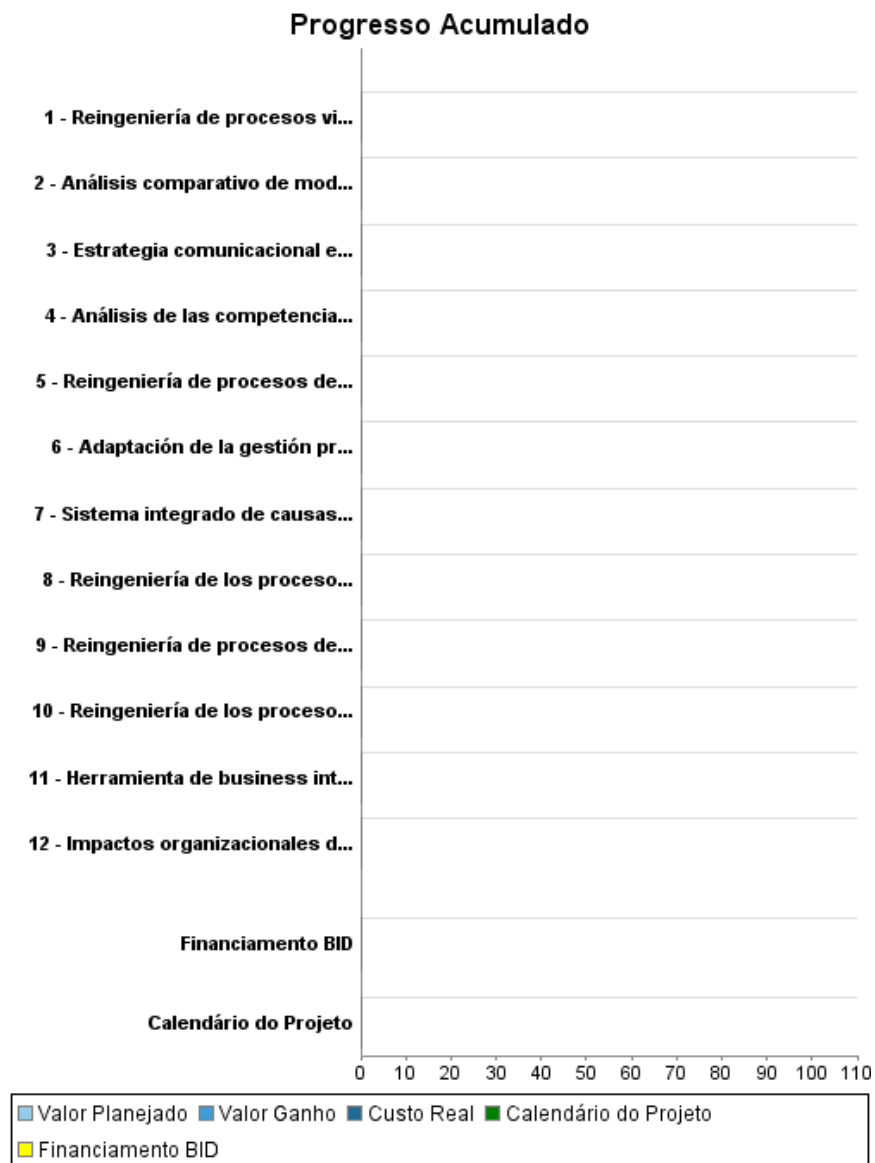 Progresso Acumulado
1 - Reingeniería de procesos vi...
2 - Análisis comparativo de mod...
3 - Estrategia comunicacional e...
4 - Análisis de las competencia...
5 - Reingeniería de procesos de...
6 - Adaptación de la gestión pr...
7 - Sistema integrado de causas...
8 - Reingeniería de los proceso...
9 - Reingeniería de procesos de...
10 - Reingeniería de los proceso...
11 - Herramienta de business int...
12 - Impactos organizacionales d...
Financiamento BID
Calendário do Projeto
0 10 20 30 40 50 60 70 80 90 100 110
Valor Planejado Valor Ganho Custo Real Calendário do Projeto
Financiamento BID